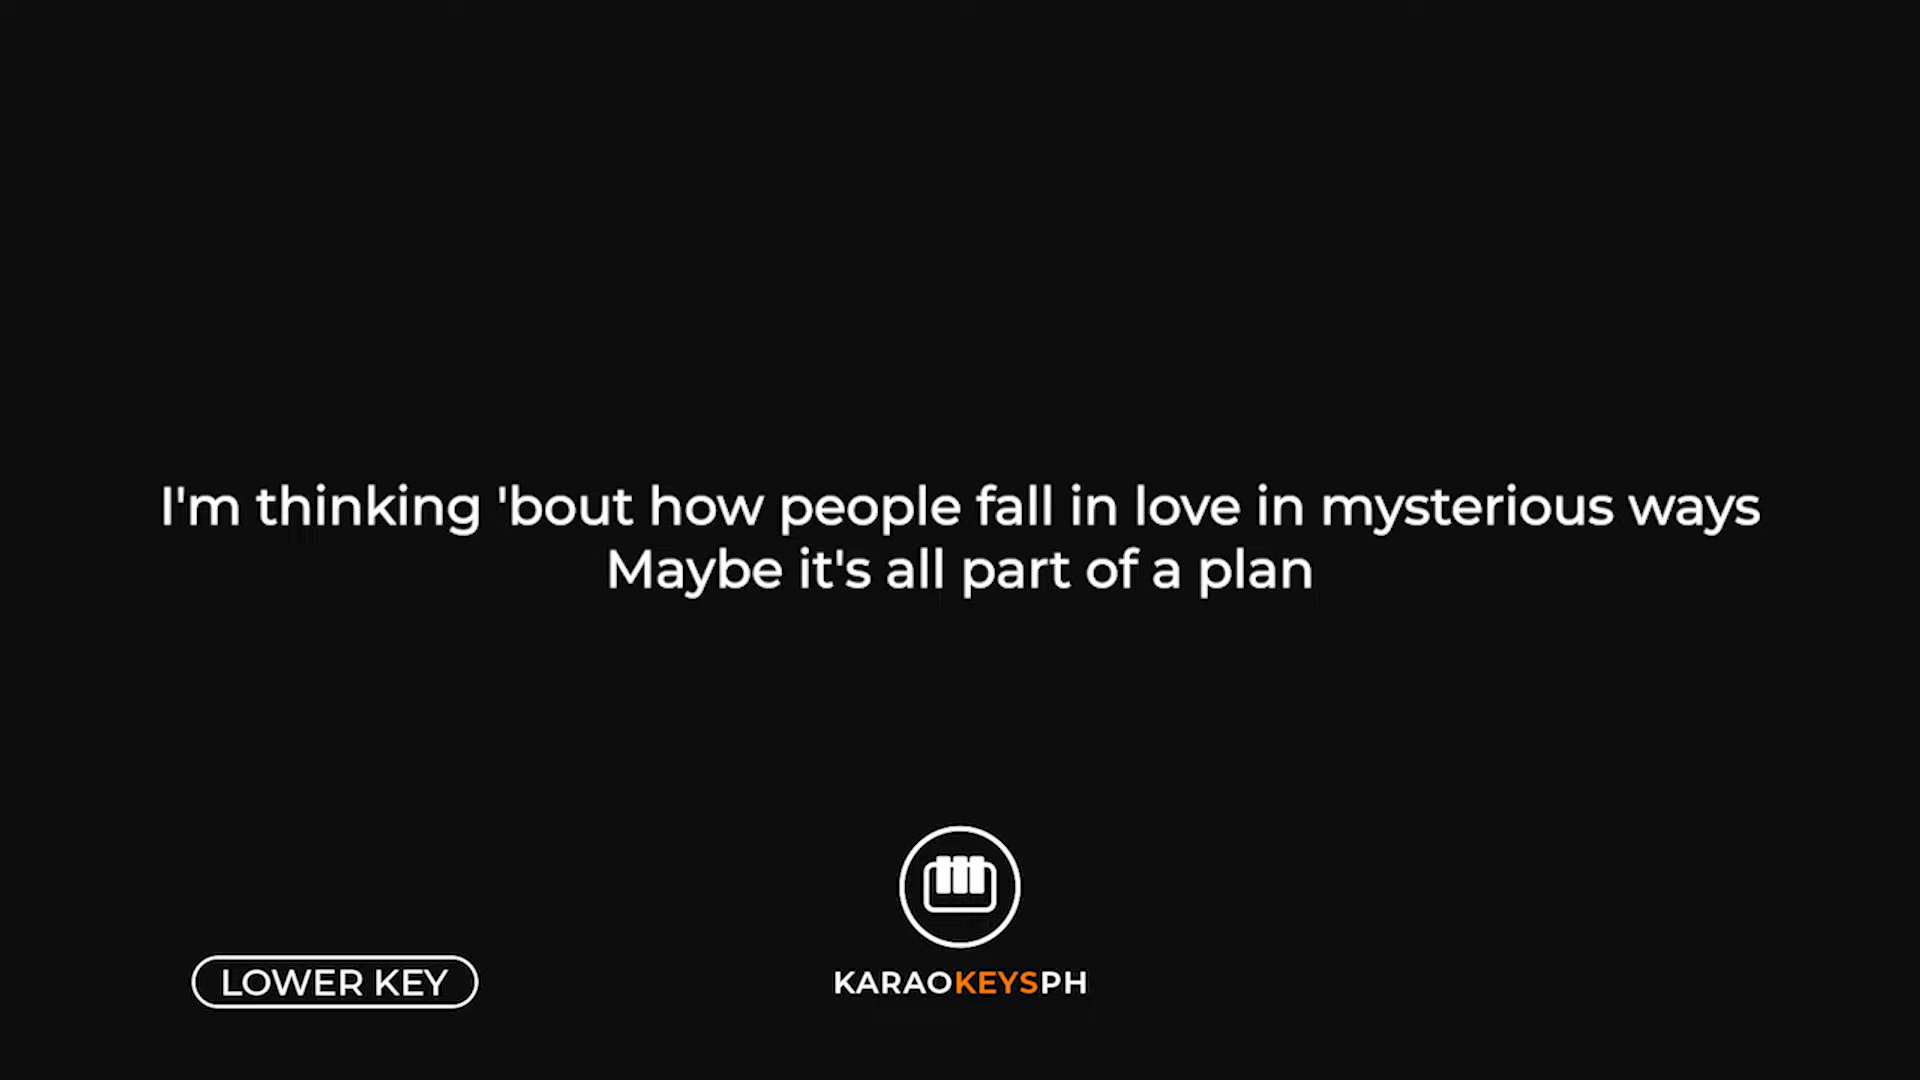 I'm thinking 'bout how people fall in love in mysterious ways
Maybe it's all part of a plan
LOWER KEY
KARAOKEYSPH